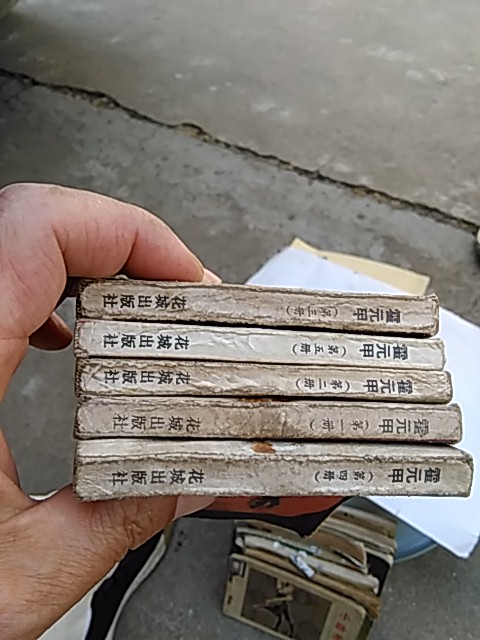 霍元甲 (第三册) 花城出版社
霍元甲 (第五册) 花城出版社
霍元甲 (第二册) 花城出版社
霍元甲 (第一册) 花城出版社
霍元甲 (第四册) 花城出版社